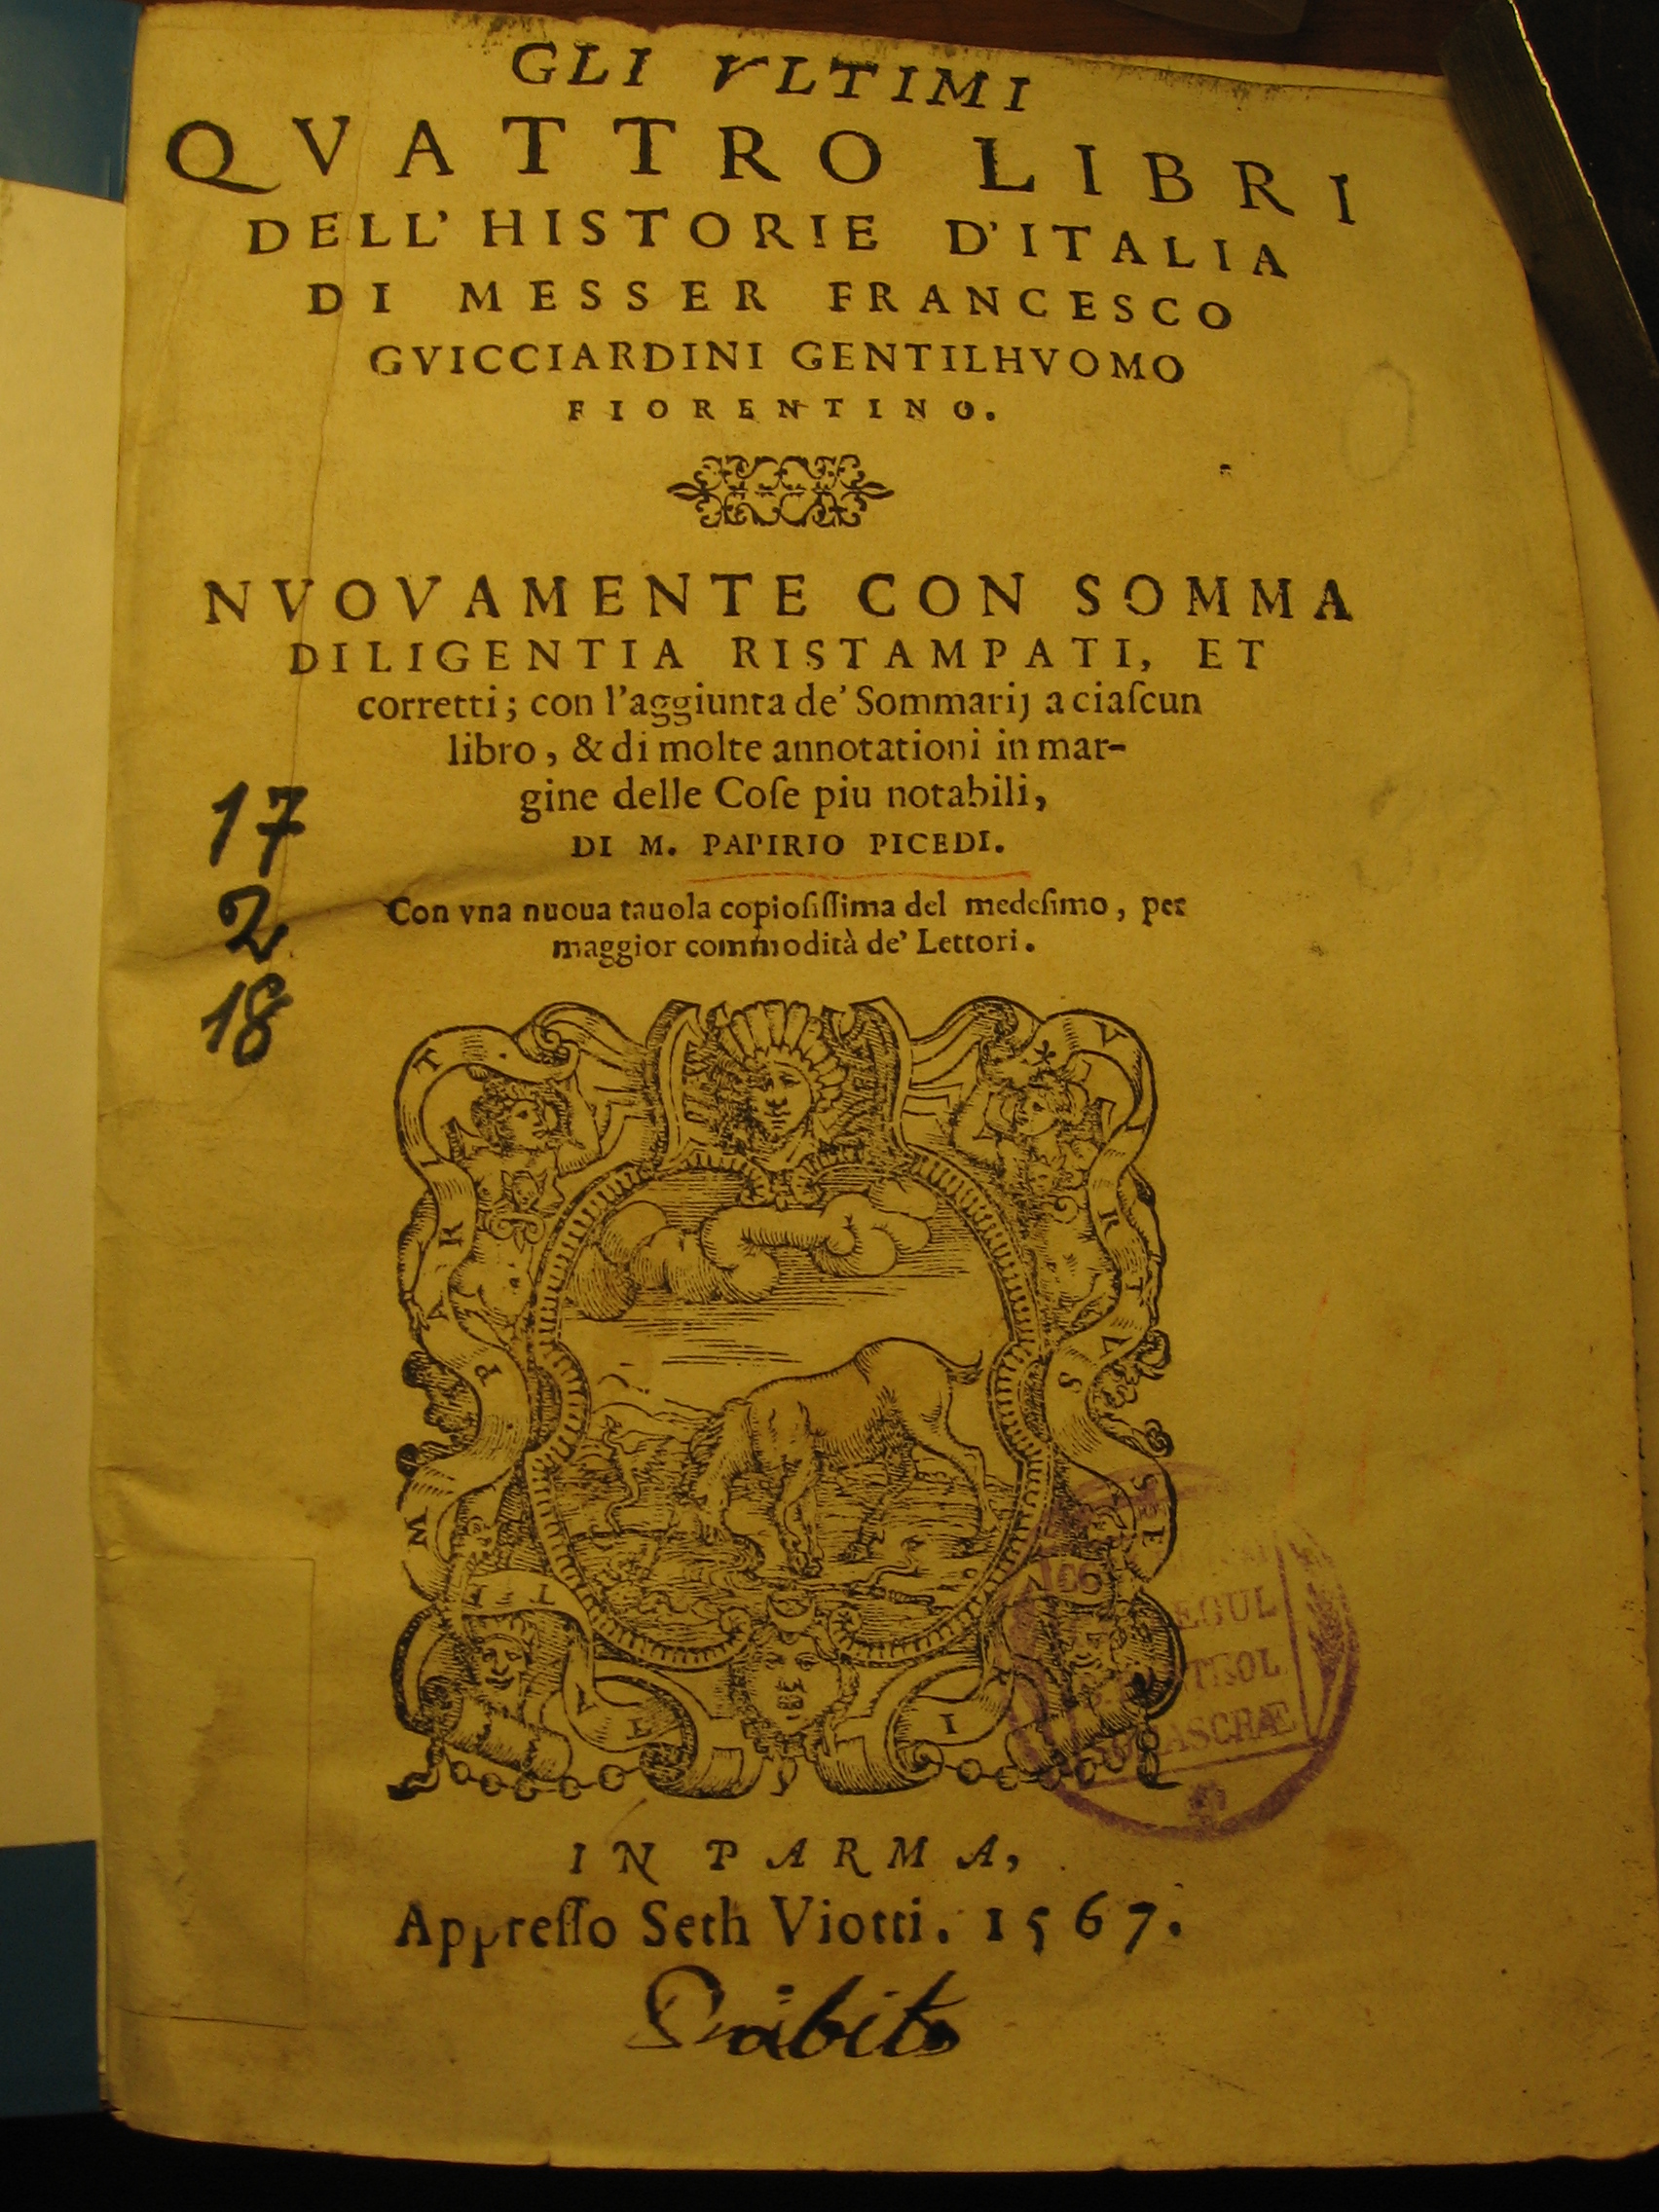 GLI VLTIMI
QVATTRO LIBRI
DELL' HISTORIE D'ITALIA
DI MESSER FRANCESCO
GVICCIARDINI GENTILHVOMO
FIORENTINO.
NVOVAMENTE CON SOMMA
DILIGENTIA RISTAMPATI, ET
corretti; con l'aggiunta de' Sommarij a ciaſcun
libro, & di molte annotationi in mar-
gine delle Coſe piu notabili,
DI M. PAPIRIO PICEDI.
Con vna nuoua tauola copioſiſſima del medeſimo, per
maggior commodità de' Lettori.
17
2
18
VIRTVS
SE
PARIT.
IN PARMA,
Appreſſo Seth Viotti. 1567.